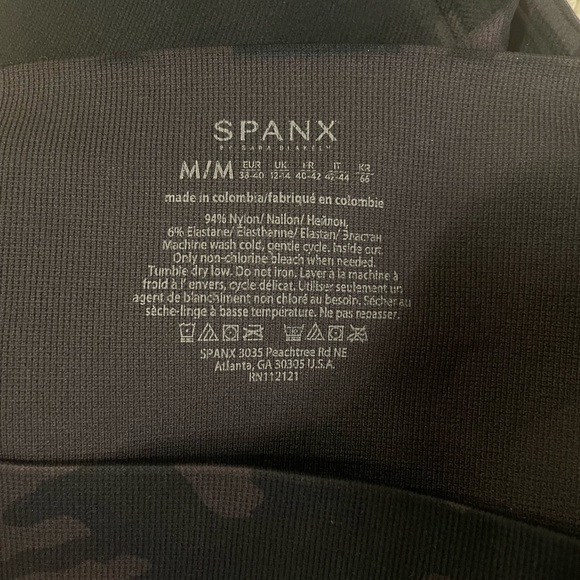 SPANX
BY SARA BLAKELY
M/M EUR 38-40 UK 12-14 FR 40-42 IT 42-44 KR 66
made in colombia/fabriqué en colombie
94% Nylon/ Nailon/ Нейлон,
6% Elastane/ Élasthanne/ Elastan/ Эластан
Machine wash cold, gentle cycle. Inside out.
Only non-chlorine bleach when needed.
Tumble dry low. Do not iron. Laver à la machine à
froid à l'envers, cycle délicat. Utiliser seulement un
agent de blanchiment non chloré au besoin. Sécher au
sèche-linge à basse température. Ne pas repasser.
SPANX 3035 Peachtree Rd NE
Atlanta, GA 30305 U.S.A.
RN112121